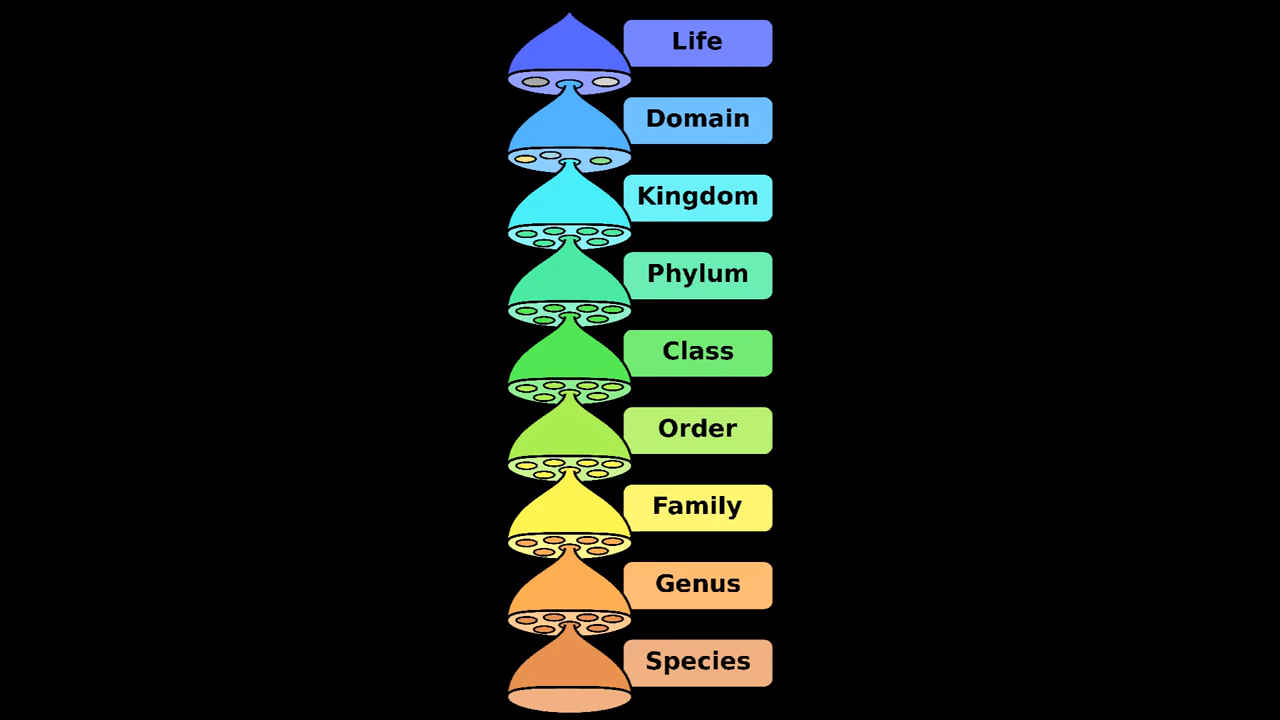 Life
Domain
Kingdom
Phylum
Class
Order
Family
Genus
Species